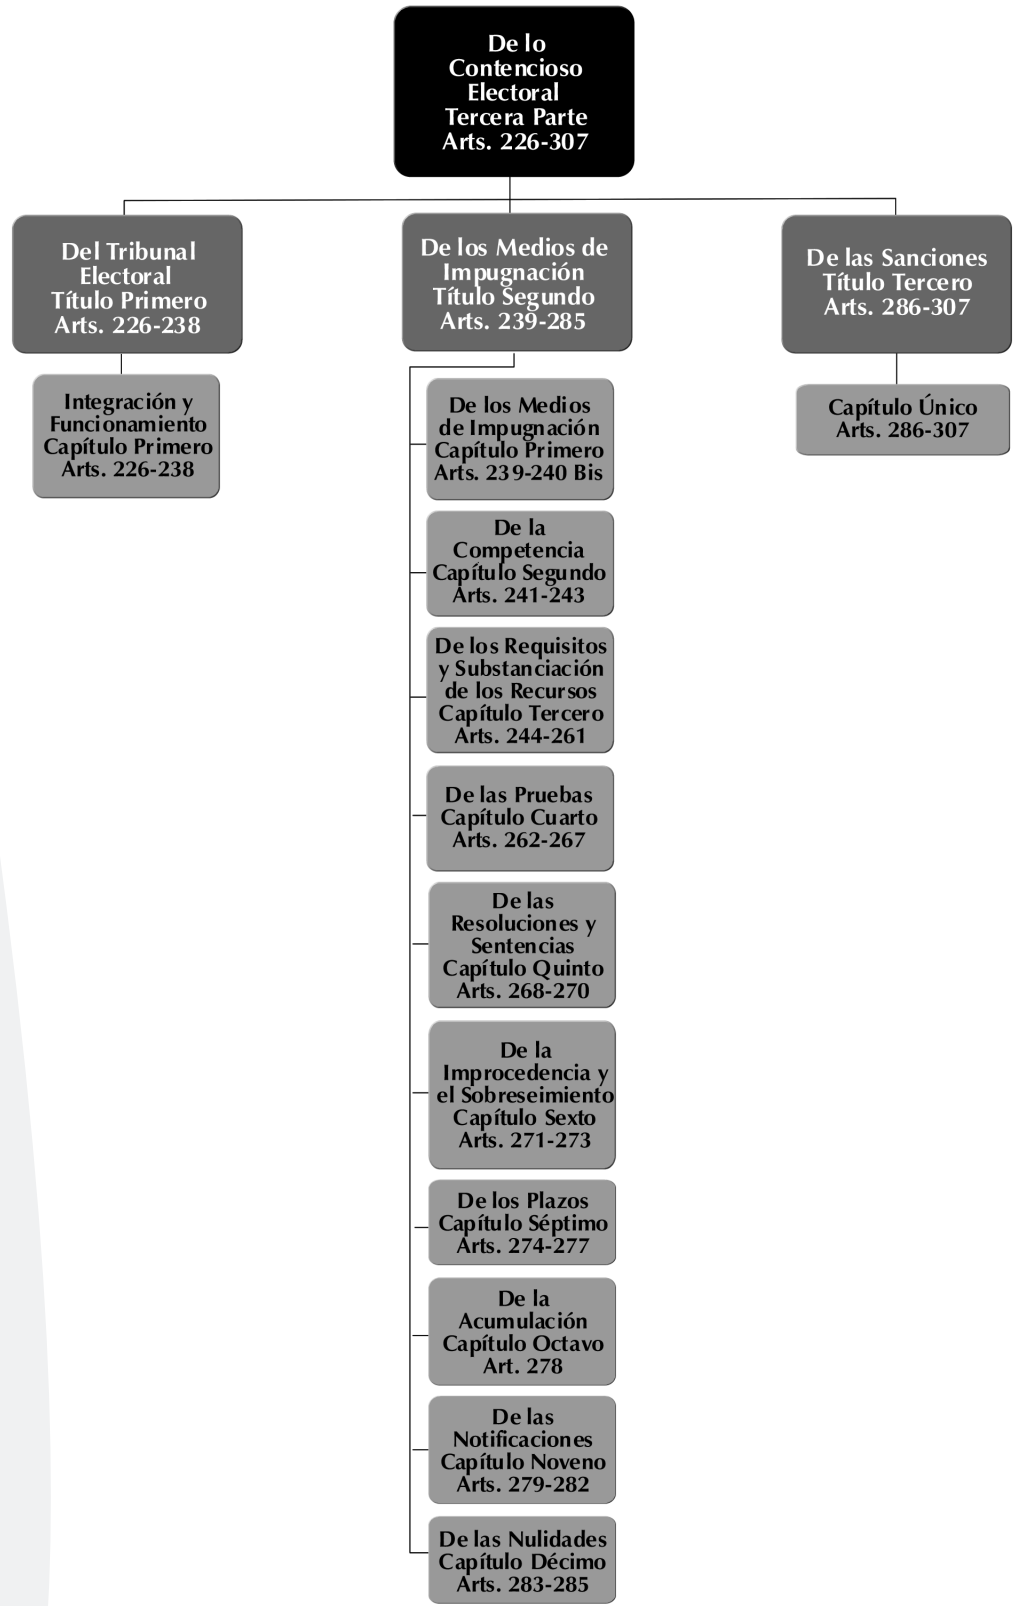 De lo
Contencioso
Electoral
Tercera Parte
Arts. 226-307
Del Tribunal
Electoral
Título Primero
Arts. 226-238
Integración y
Funcionamiento
Capítulo Primero
Arts. 226-238
De los Medios de
Impugnación
Título Segundo
Arts. 239-285
De los Medios
de Impugnación
Capítulo Primero
Arts. 239-240 Bis
De la
Competencia
Capítulo Segundo
Arts. 241-243
De los Requisitos
y Substanciación
de los Recursos
Capítulo Tercero
Arts. 244-261
De las Pruebas
Capítulo Cuarto
Arts. 262-267
De las
Resoluciones y
Sentencias
Capítulo Quinto
Arts. 268-270
De la
Improcedencia y
el Sobreseimiento
Capítulo Sexto
Arts. 271-273
De los Plazos
Capítulo Séptimo
Arts. 274-277
De la
Acumulación
Capítulo Octavo
Art. 278
De las
Notificaciones
Capítulo Noveno
Arts. 279-282
De las Nulidades
Capítulo Décimo
Arts. 283-285
De las Sanciones
Título Tercero
Arts. 286-307
Capítulo Único
Arts. 286-307